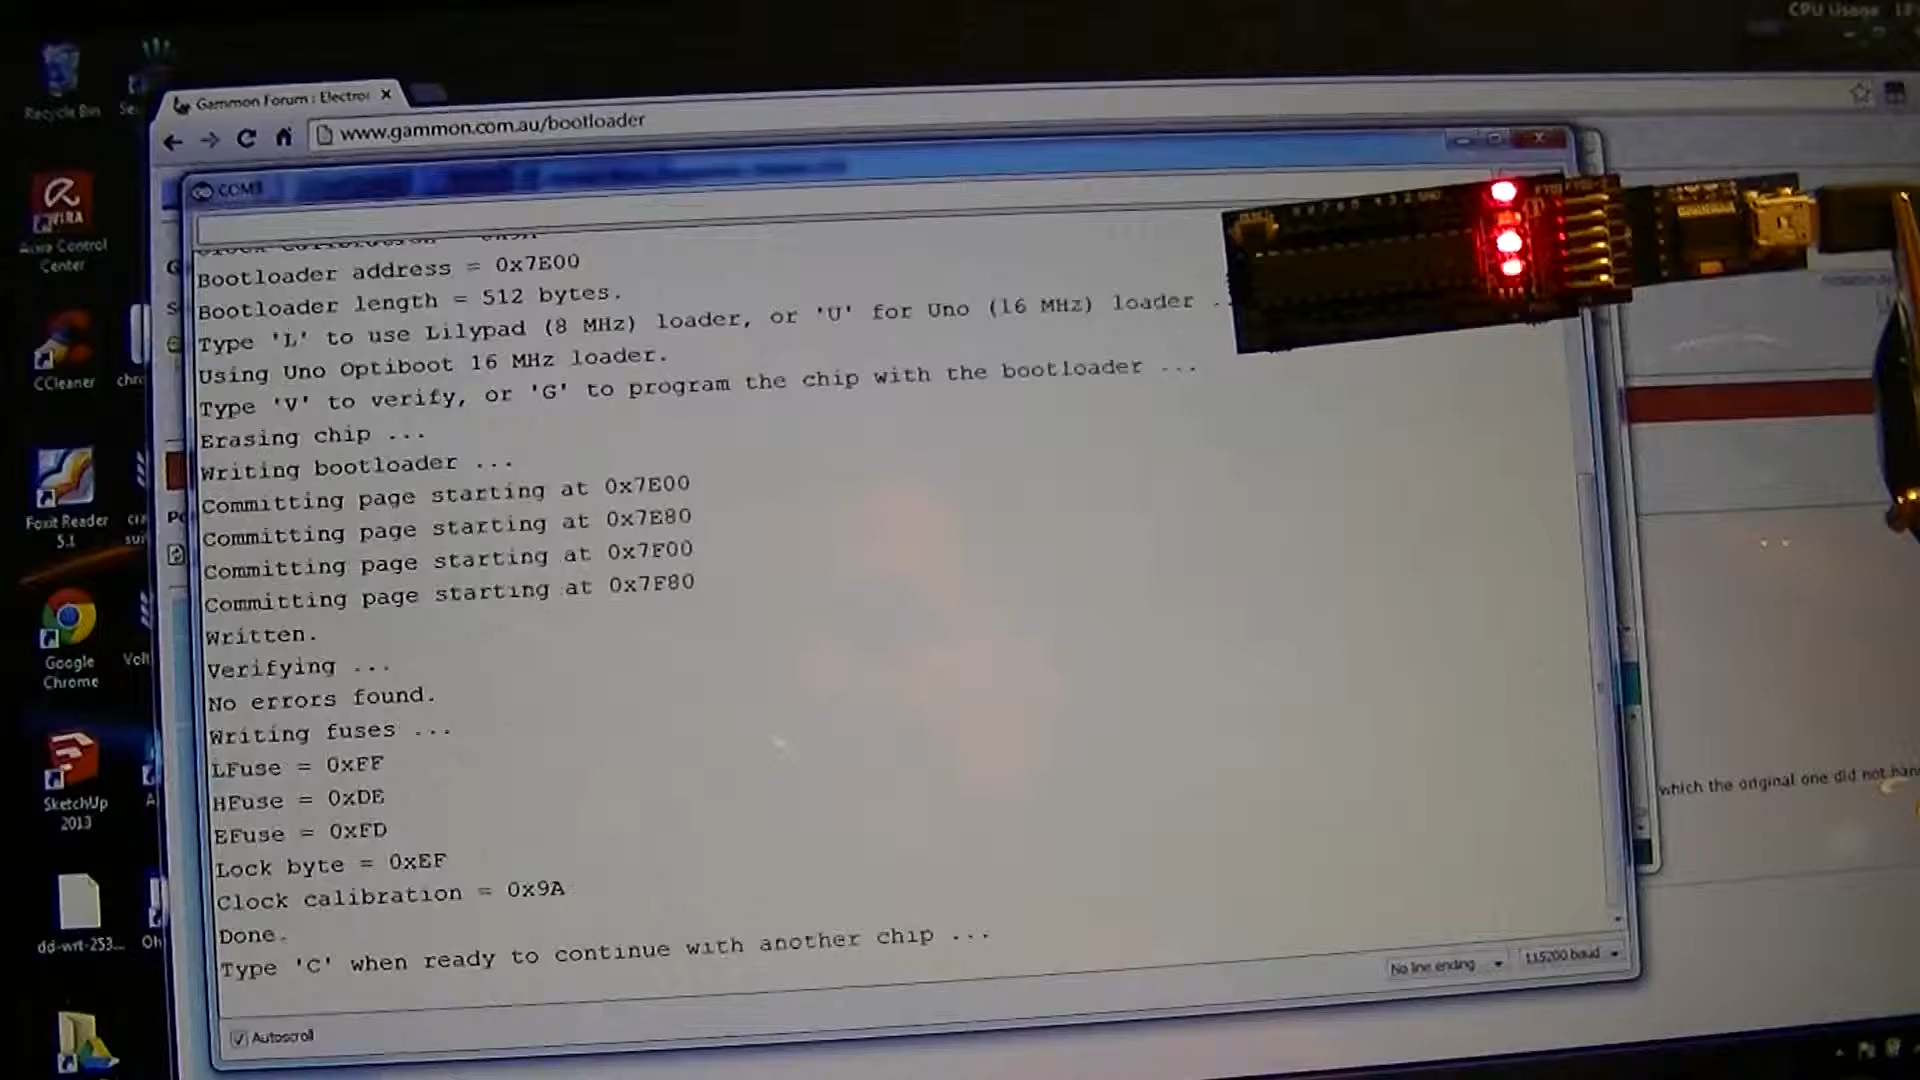 CPU Usage
Recycle Bin
Gammon Forum : Electro
www.gammon.com.au/bootloader
COM3
Bootloader address = 0x7E00
Bootloader length = 512 bytes.
Type 'L' to use Lilypad (8 MHz) loader, or 'U' for Uno (16 MHz) loader
Using Uno Optiboot 16 MHz loader.
Type 'V' to verify, or 'G' to program the chip with the bootloader ...
Erasing chip ...
Writing bootloader ...
Committing page starting at 0x7E00
Committing page starting at 0x7E80
Committing page starting at 0x7F00
Committing page starting at 0x7F80
Written.
Verifying ...
No errors found.
Writing fuses ...
LFuse = 0xFF
HFuse = 0xDE
EFuse = 0xFD
Lock byte = 0xEF
Clock calibration = 0x9A
Done.
Type 'C' when ready to continue with another chip ...
No line ending
115200 baud
Autoscroll
which the original one did not
Avira Control
Center
CCleaner
Foxit Reader
5.1
Google
Chrome
SketchUp
2013
dd-wrt-253...